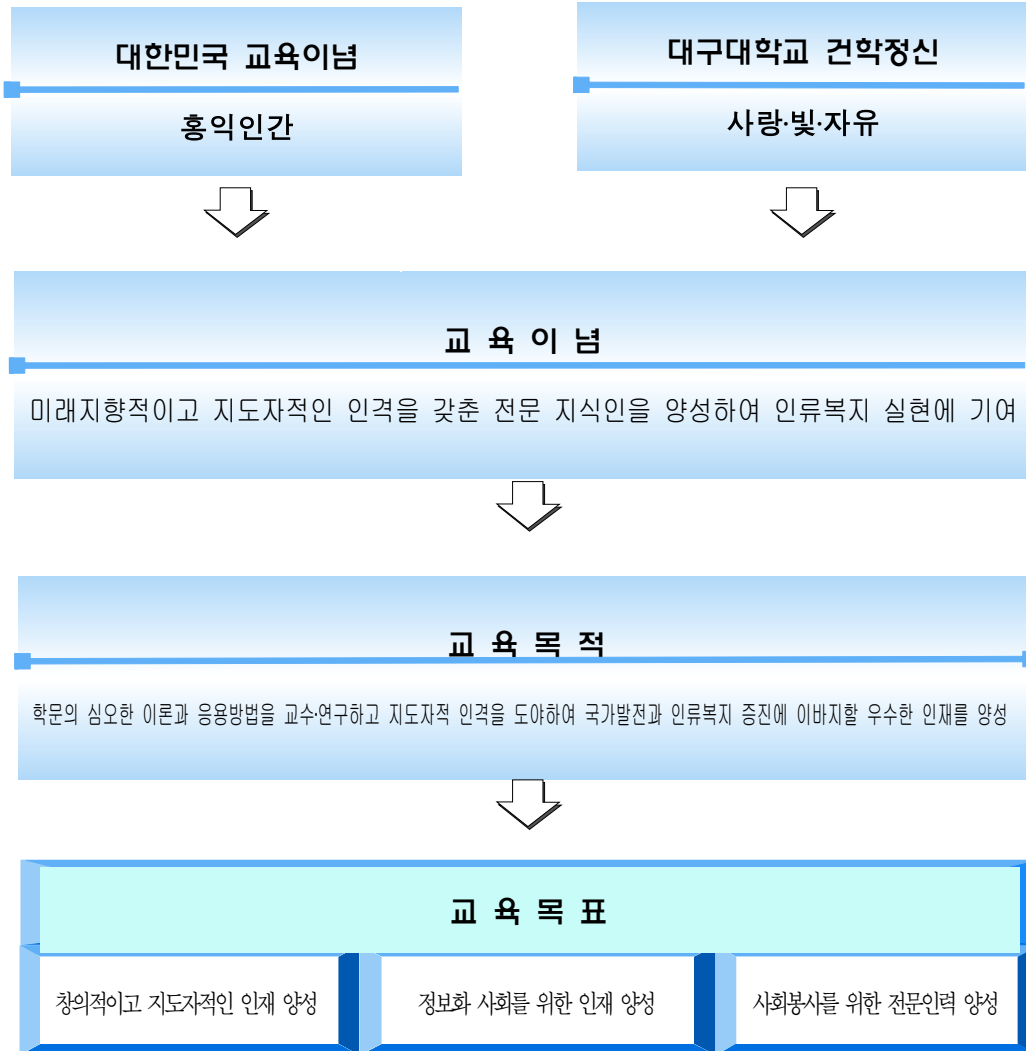 대한민국 교육이념
홍익인간
대구대학교 건학정신
사랑·빛·자유
교 육 이 념
미래지향적이고 지도자적인 인격을 갖춘 전문 지식인을 양성하여 인류복지 실현에 기여
교 육 목 적
학문의 심오한 이론과 응용방법을 교수·연구하고 지도자적 인격을 도야하여 국가발전과 인류복지 증진에 이바지할 우수한 인재를 양성
교 육 목 표
창의적이고 지도자적인 인재 양성
정보화 사회를 위한 인재 양성
사회봉사를 위한 전문인력 양성